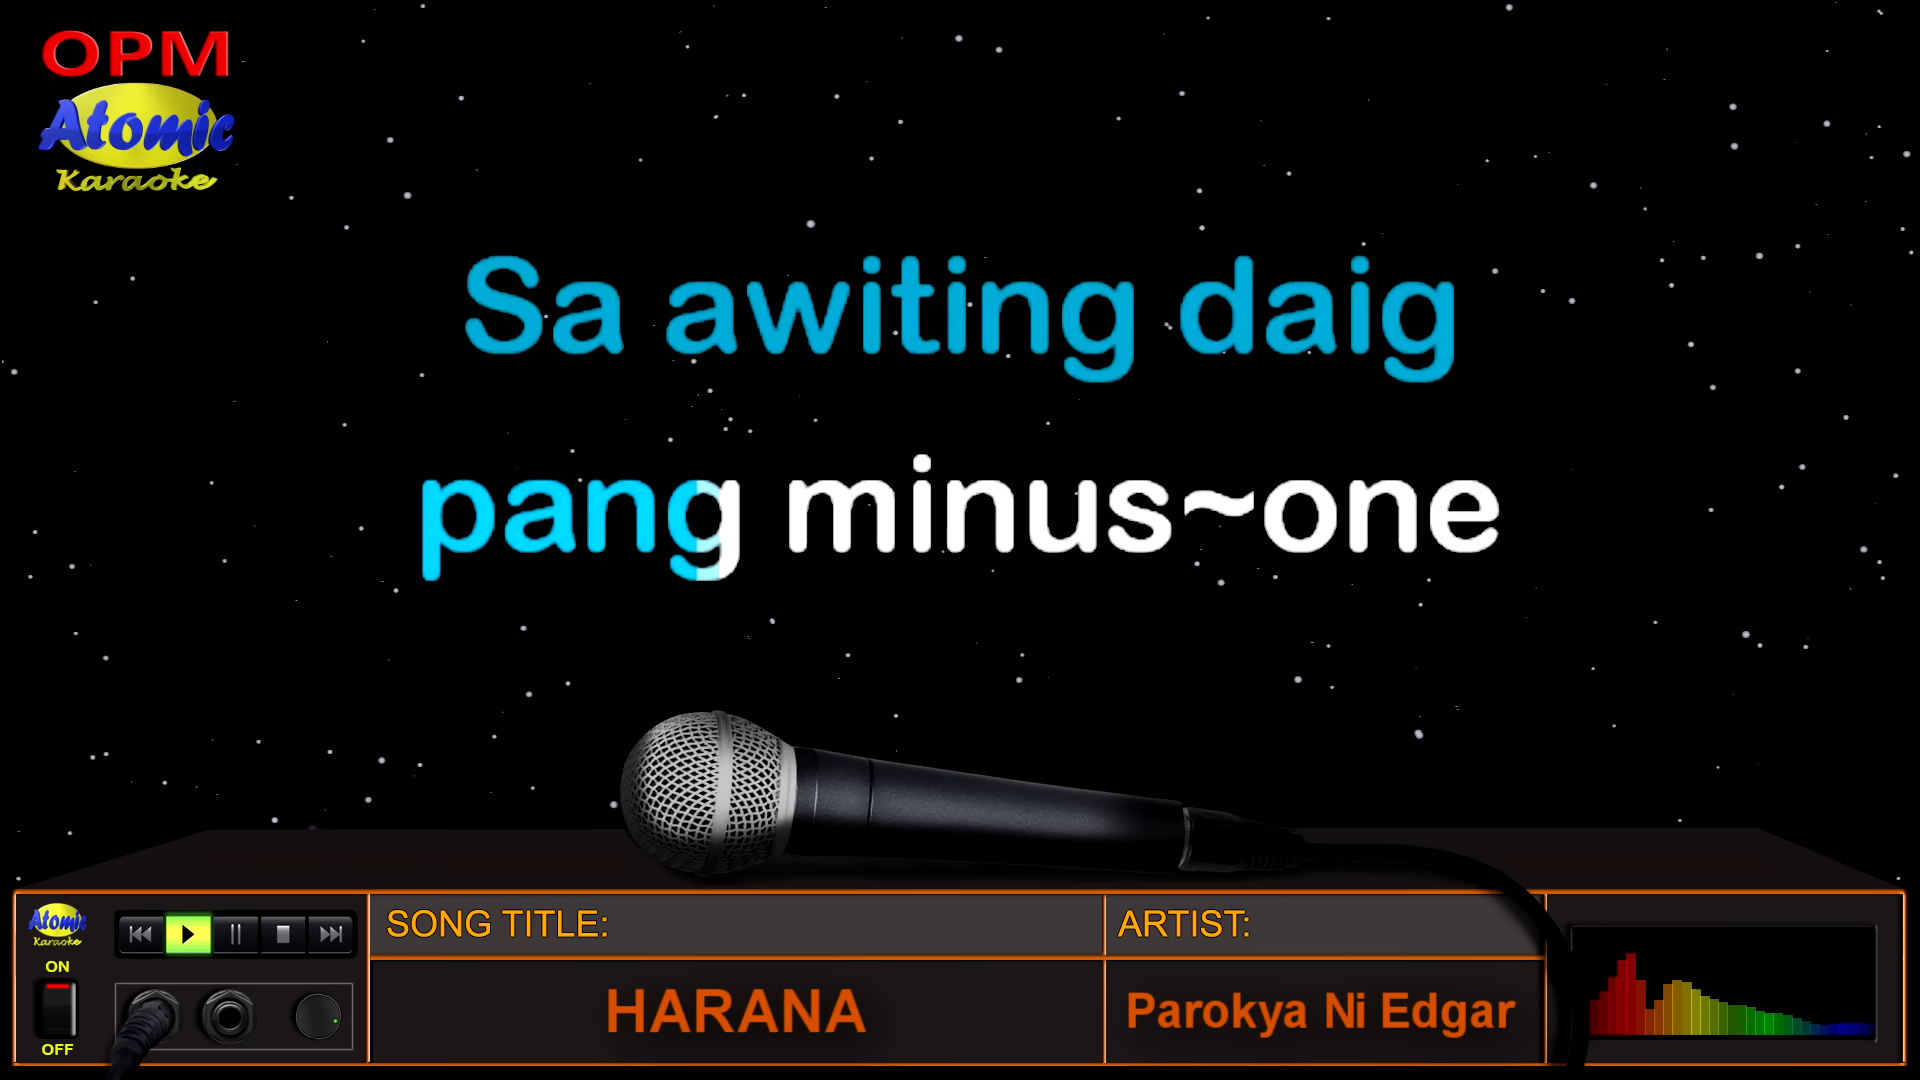 OPM
Atomic
Karaoke
Sa awiting daig
pang minus~one
Atomic
Karaoke
ON
OFF
SONG TITLE:
HARANA
ARTIST:
Parokya Ni Edgar